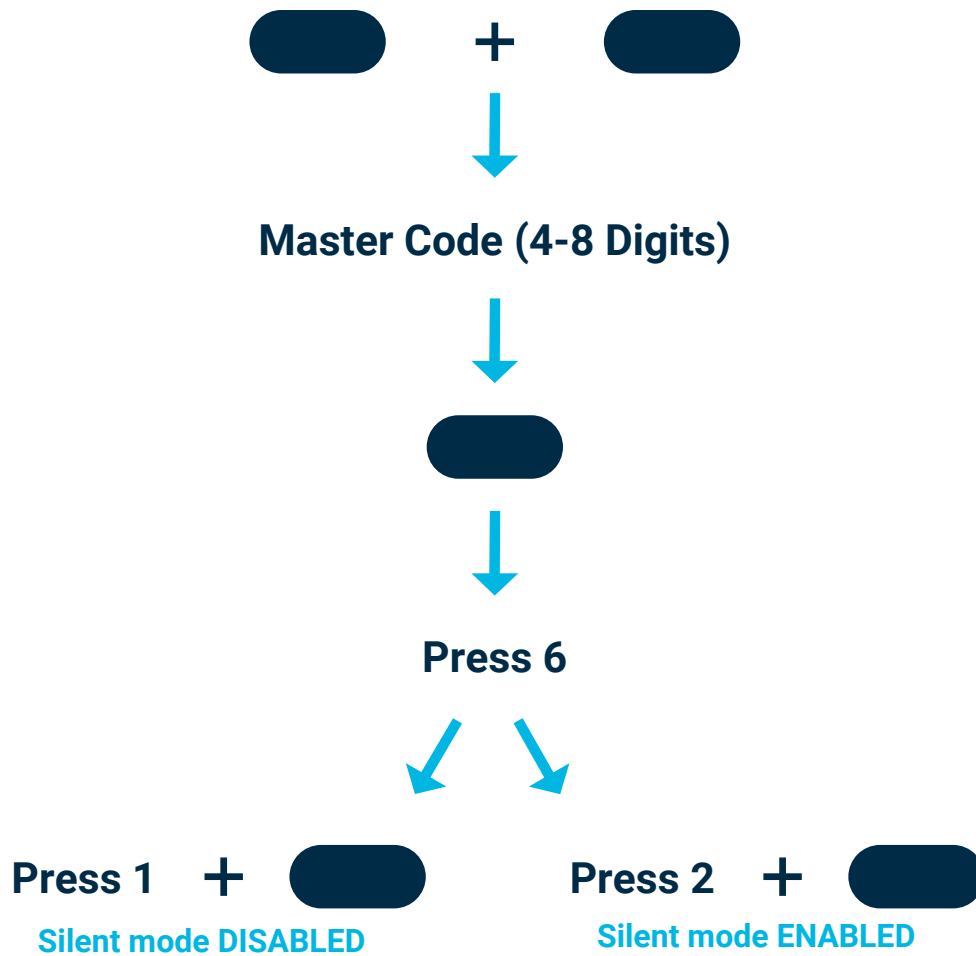 +
Master Code (4-8 Digits)
Press 6
Press 1 +
Press 2 +
Silent mode DISABLED
Silent mode ENABLED